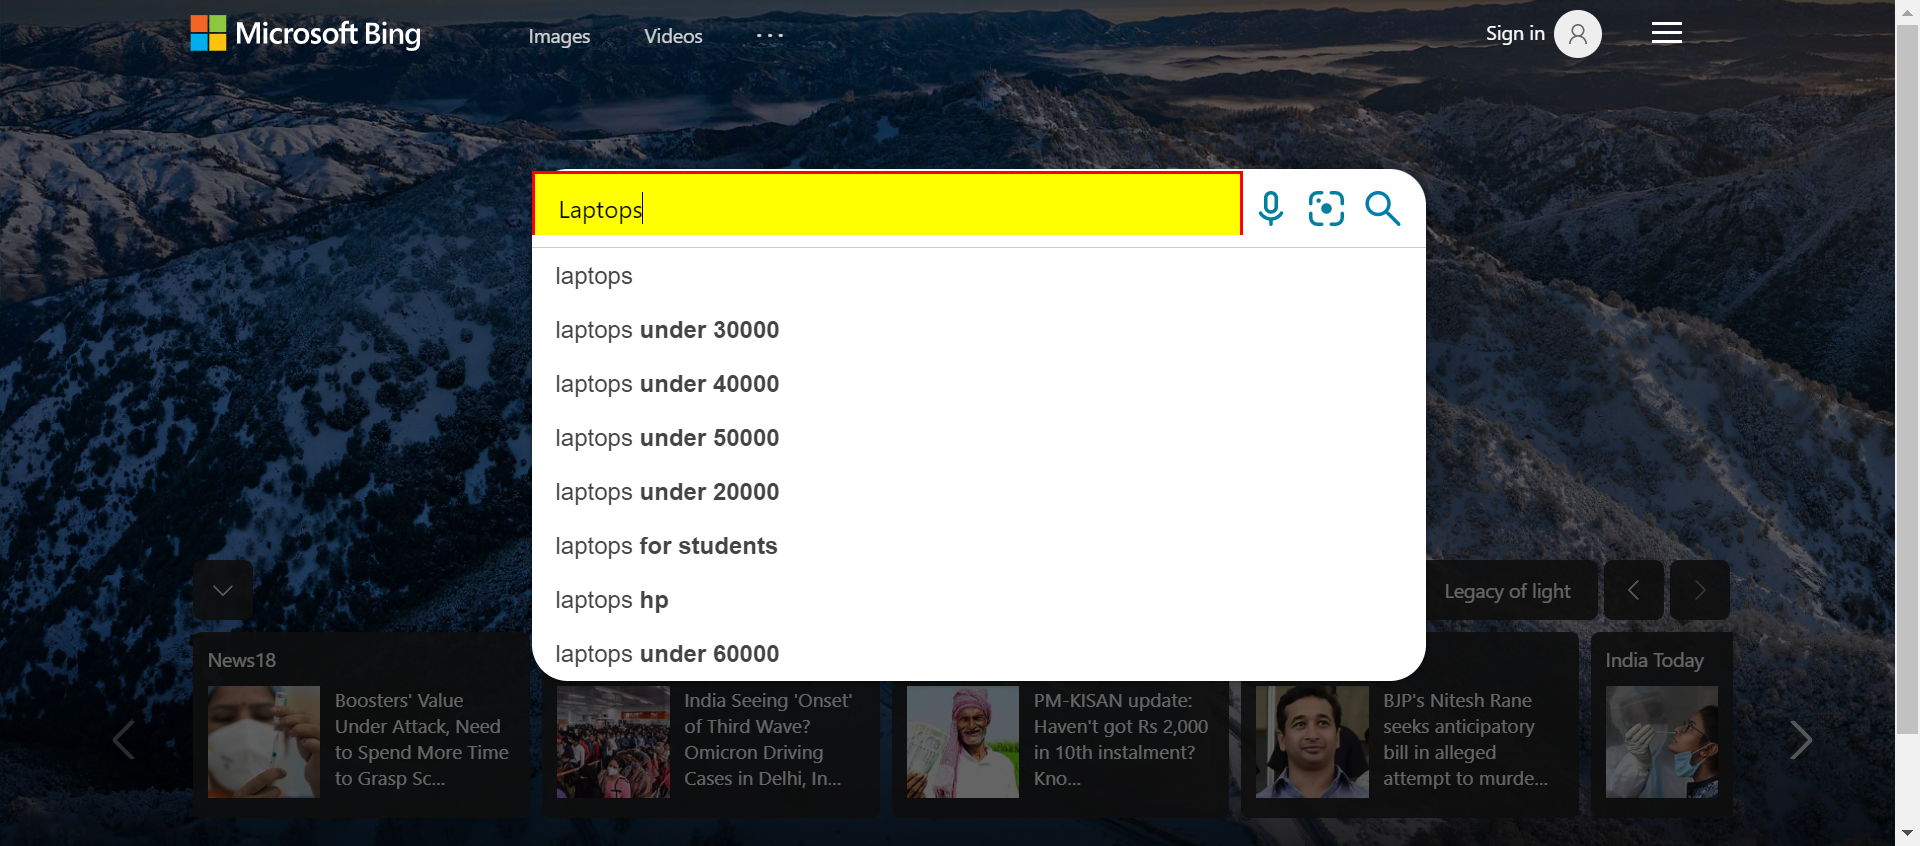 Microsoft Bing
Images
Videos
...
Sign in
Laptops
laptops
laptops under 30000
laptops under 40000
laptops under 50000
laptops under 20000
laptops for students
laptops hp
laptops under 60000
Legacy of light
News18
Boosters' Value
Under Attack, Need
to Spend More Time
to Grasp Sc...
India Seeing 'Onset'
of Third Wave?
Omicron Driving
Cases in Delhi, In...
PM-KISAN update:
Haven't got Rs 2,000
in 10th instalment?
Kno...
BJP's Nitesh Rane
seeks anticipatory
bill in alleged
attempt to murde...
India Today